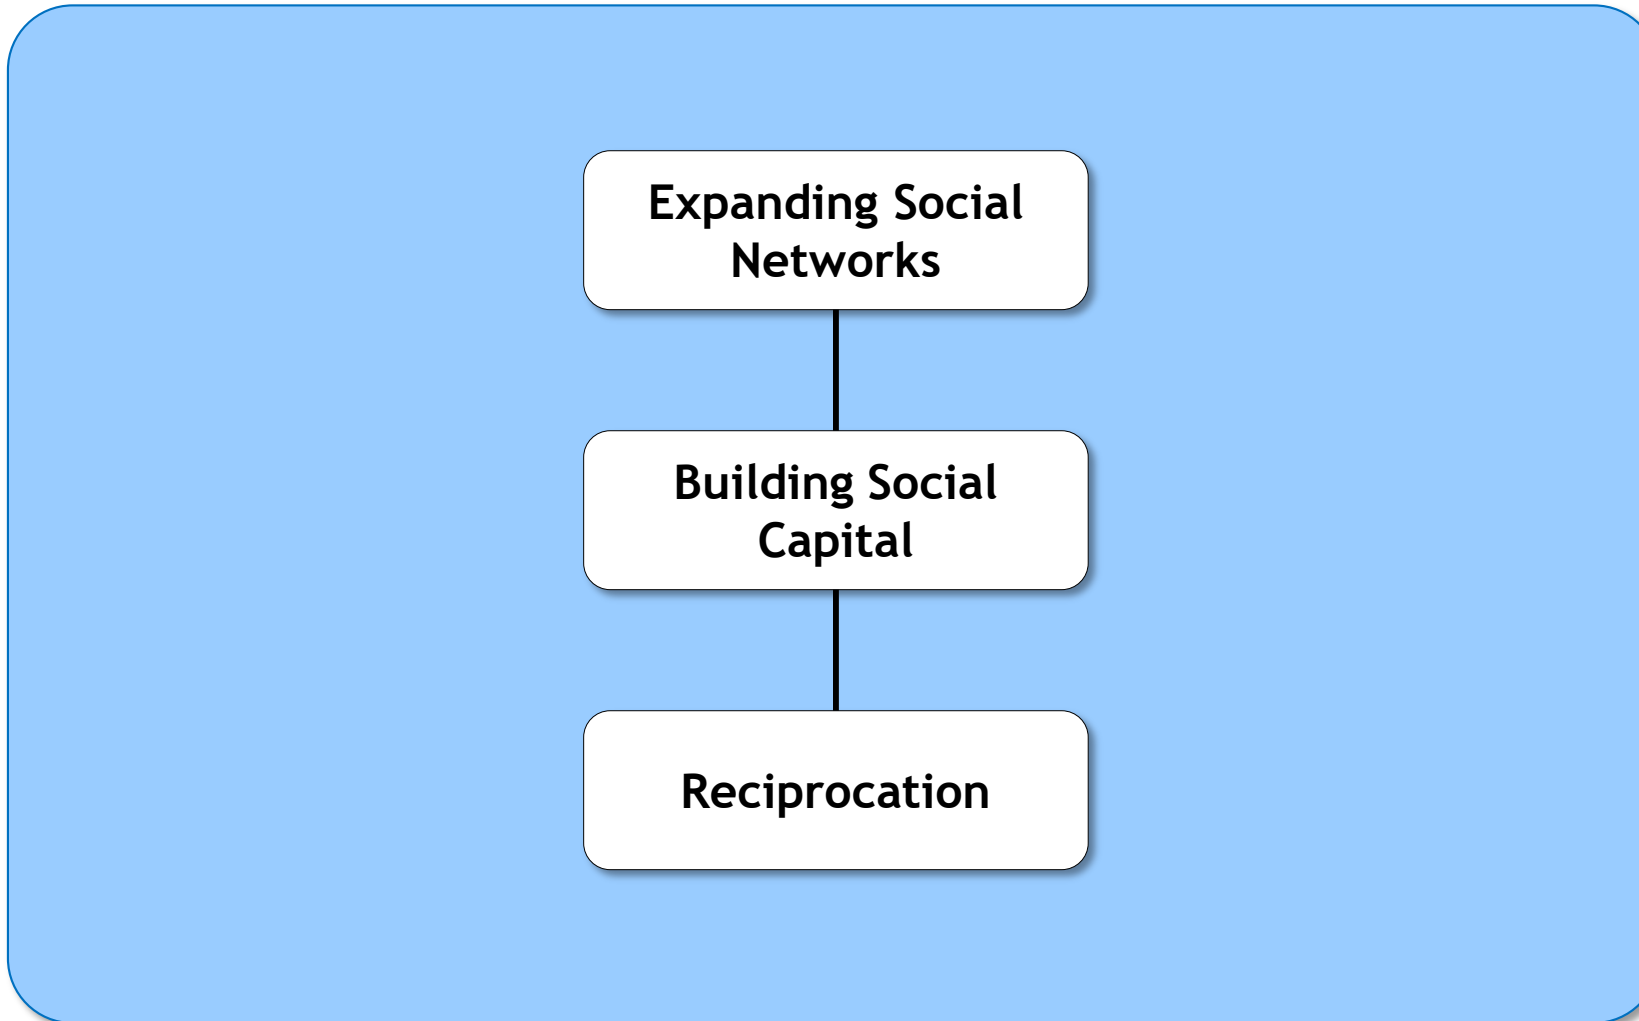 Expanding Social
Networks
Building Social
Capital
Reciprocation